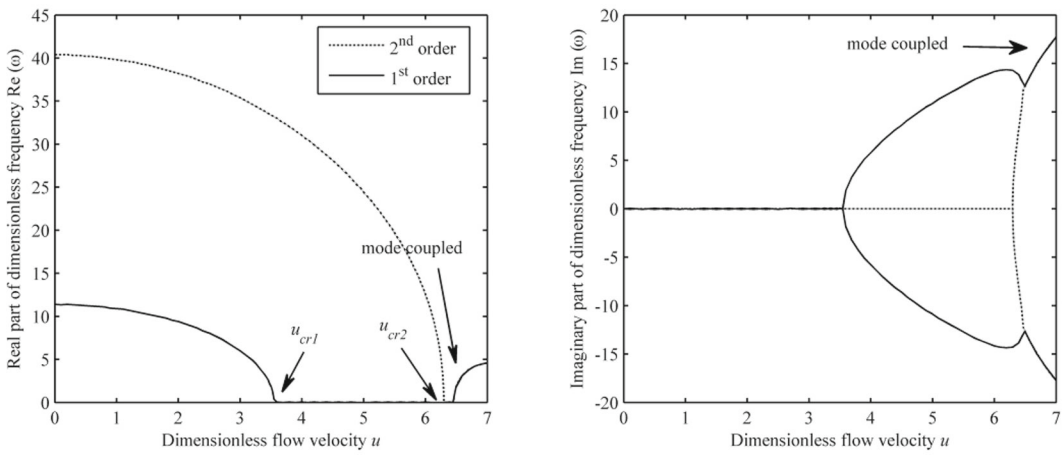 45
40
35
30
25
20
15
10
5
0
Real part of dimensionless frequency Re (ω)
2nd order
1st order
mode coupled
ucr1
ucr2
0 1 2 3 4 5 6 7
Dimensionless flow velocity u
20
15
10
5
0
-5
-10
-15
-20
Imaginary part of dimensionless frequency Im (ω)
mode coupled
0 1 2 3 4 5 6 7
Dimensionless flow velocity u